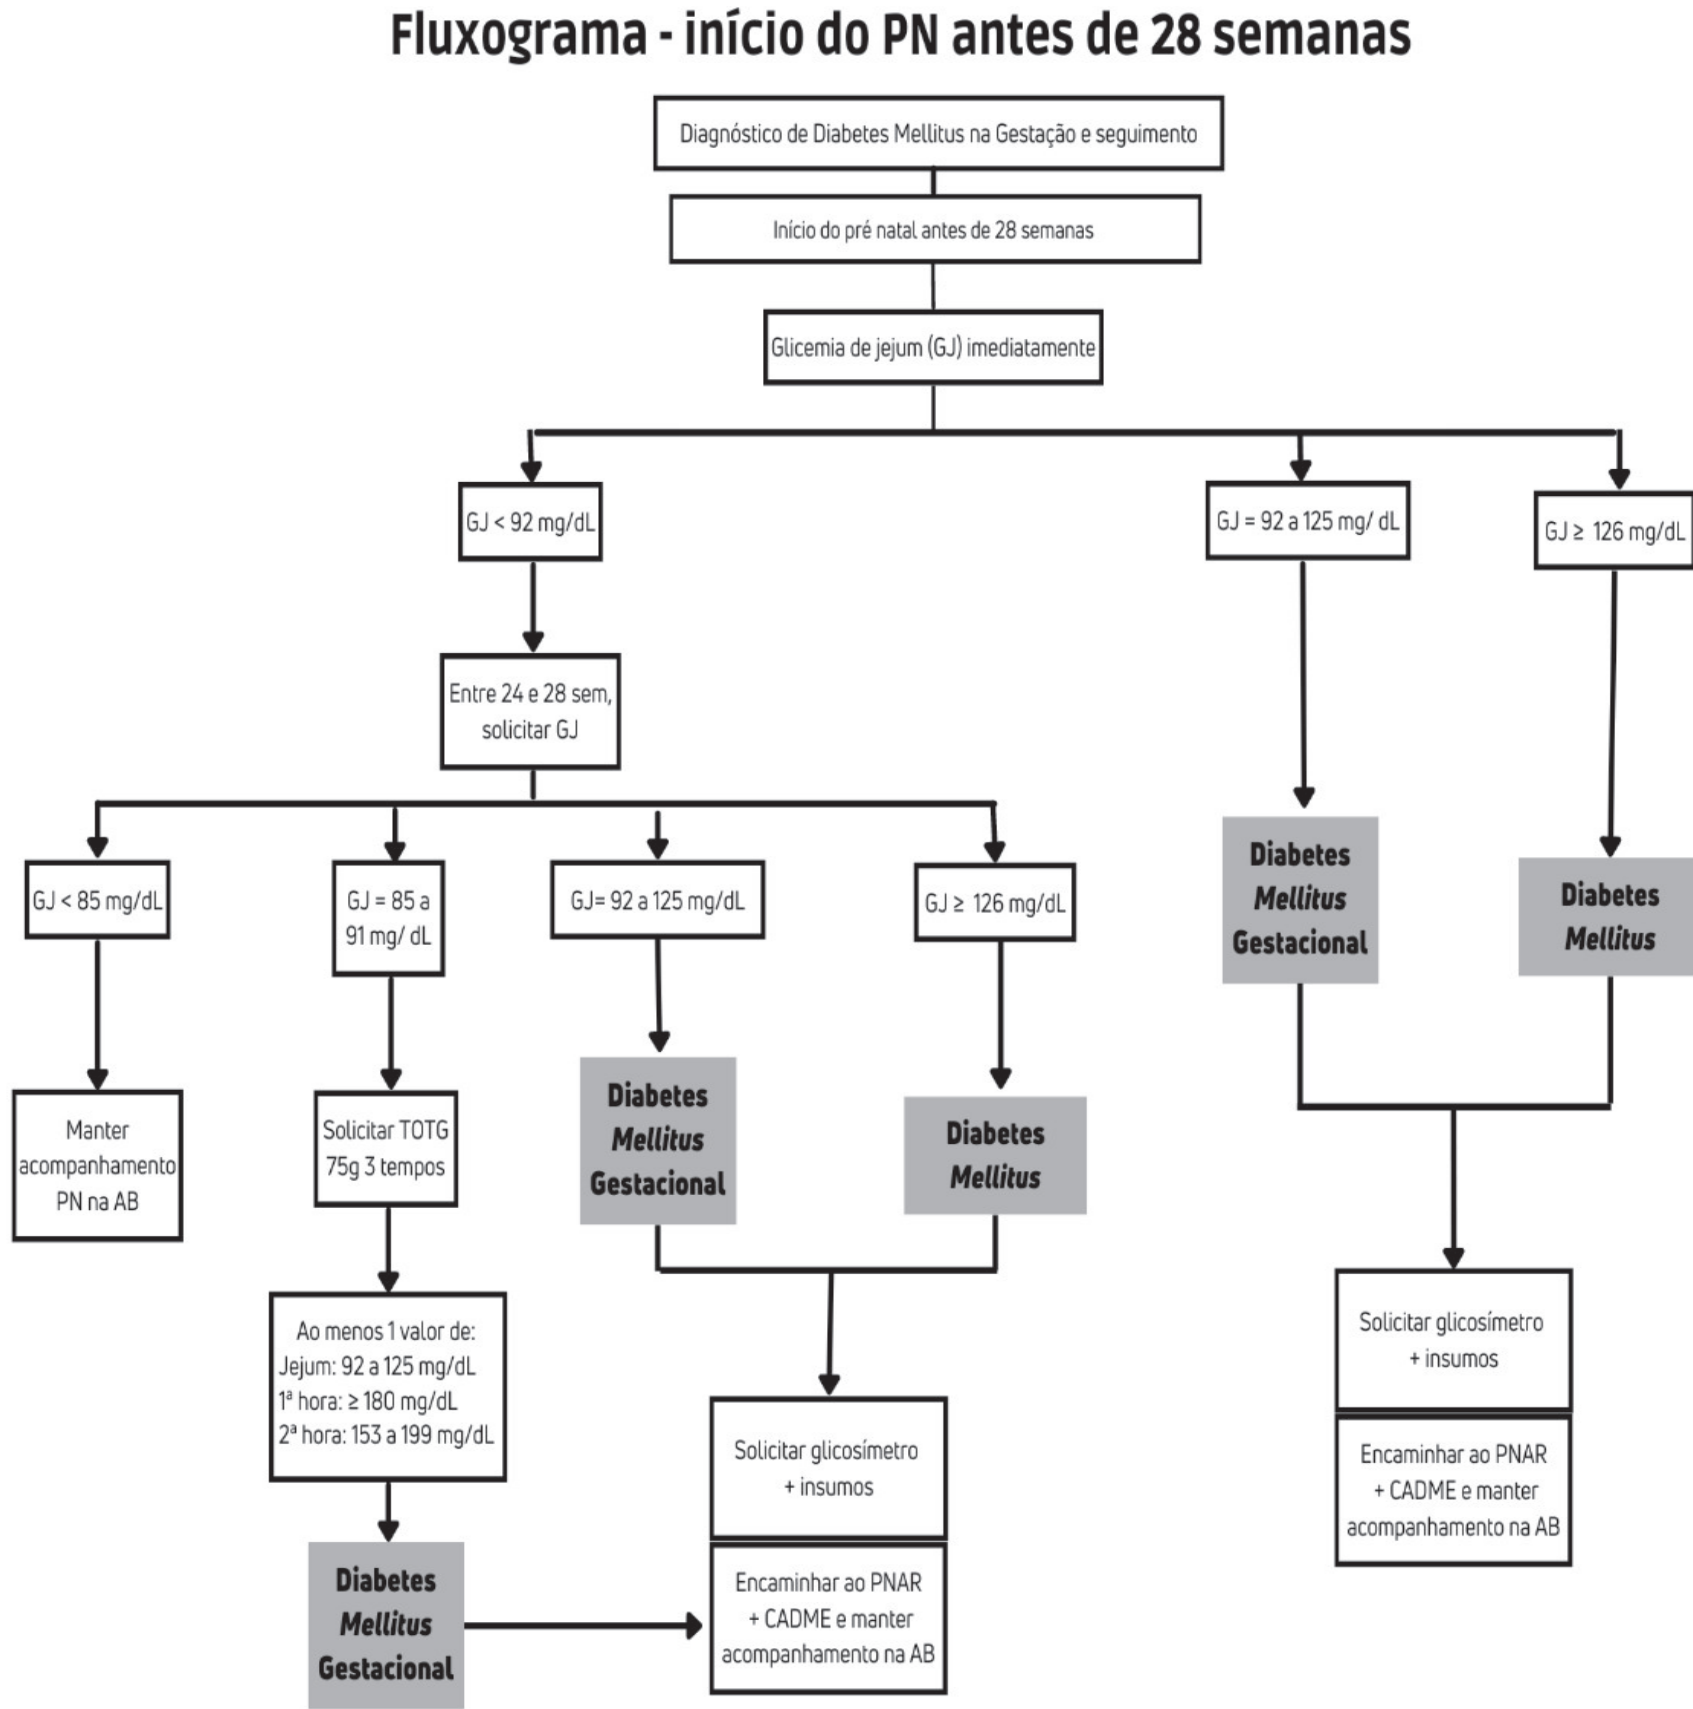 Fluxograma - início do PN antes de 28 semanas
Diagnóstico de Diabetes Mellitus na Gestação e seguimento
Início do pré natal antes de 28 semanas
Glicemia de jejum (GJ) imediatamente
GJ < 92 mg/dL
GJ = 92 a 125 mg/ dL
GJ ≥ 126 mg/dL
Entre 24 e 28 sem,
solicitar GJ
GJ < 85 mg/dL
GJ = 85 a
91 mg/ dL
GJ= 92 a 125 mg/dL
GJ ≥ 126 mg/dL
Diabetes
Mellitus
Gestacional
Diabetes
Mellitus
Manter
acompanhamento
PN na AB
Solicitar TOTG
75g 3 tempos
Diabetes
Mellitus
Gestacional
Diabetes
Mellitus
Ao menos 1 valor de:
Jejum: 92 a 125 mg/dL
1ª hora: ≥ 180 mg/dL
2ª hora: 153 a 199 mg/dL
Solicitar glicosímetro
+ insumos
Encaminhar ao PNAR
+ CADME e manter
acompanhamento na AB
Diabetes
Mellitus
Gestacional
Solicitar glicosímetro
+ insumos
Encaminhar ao PNAR
+ CADME e manter
acompanhamento na AB